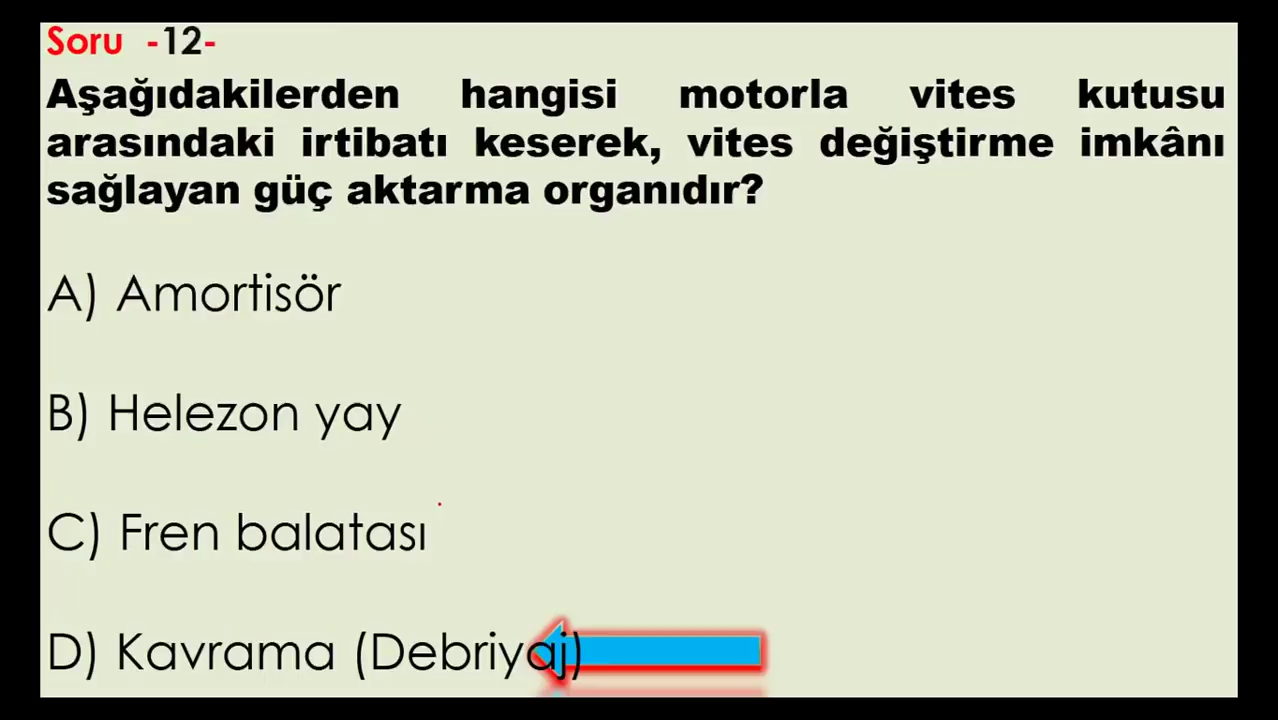 Soru -12-
Aşağıdakilerden hangisi motorla vites kutusu
arasındaki irtibatı keserek, vites değiştirme imkânı
sağlayan güç aktarma organıdır?
A) Amortisör
B) Helezon yay
C) Fren balatası
D) Kavrama (Debriyaj)